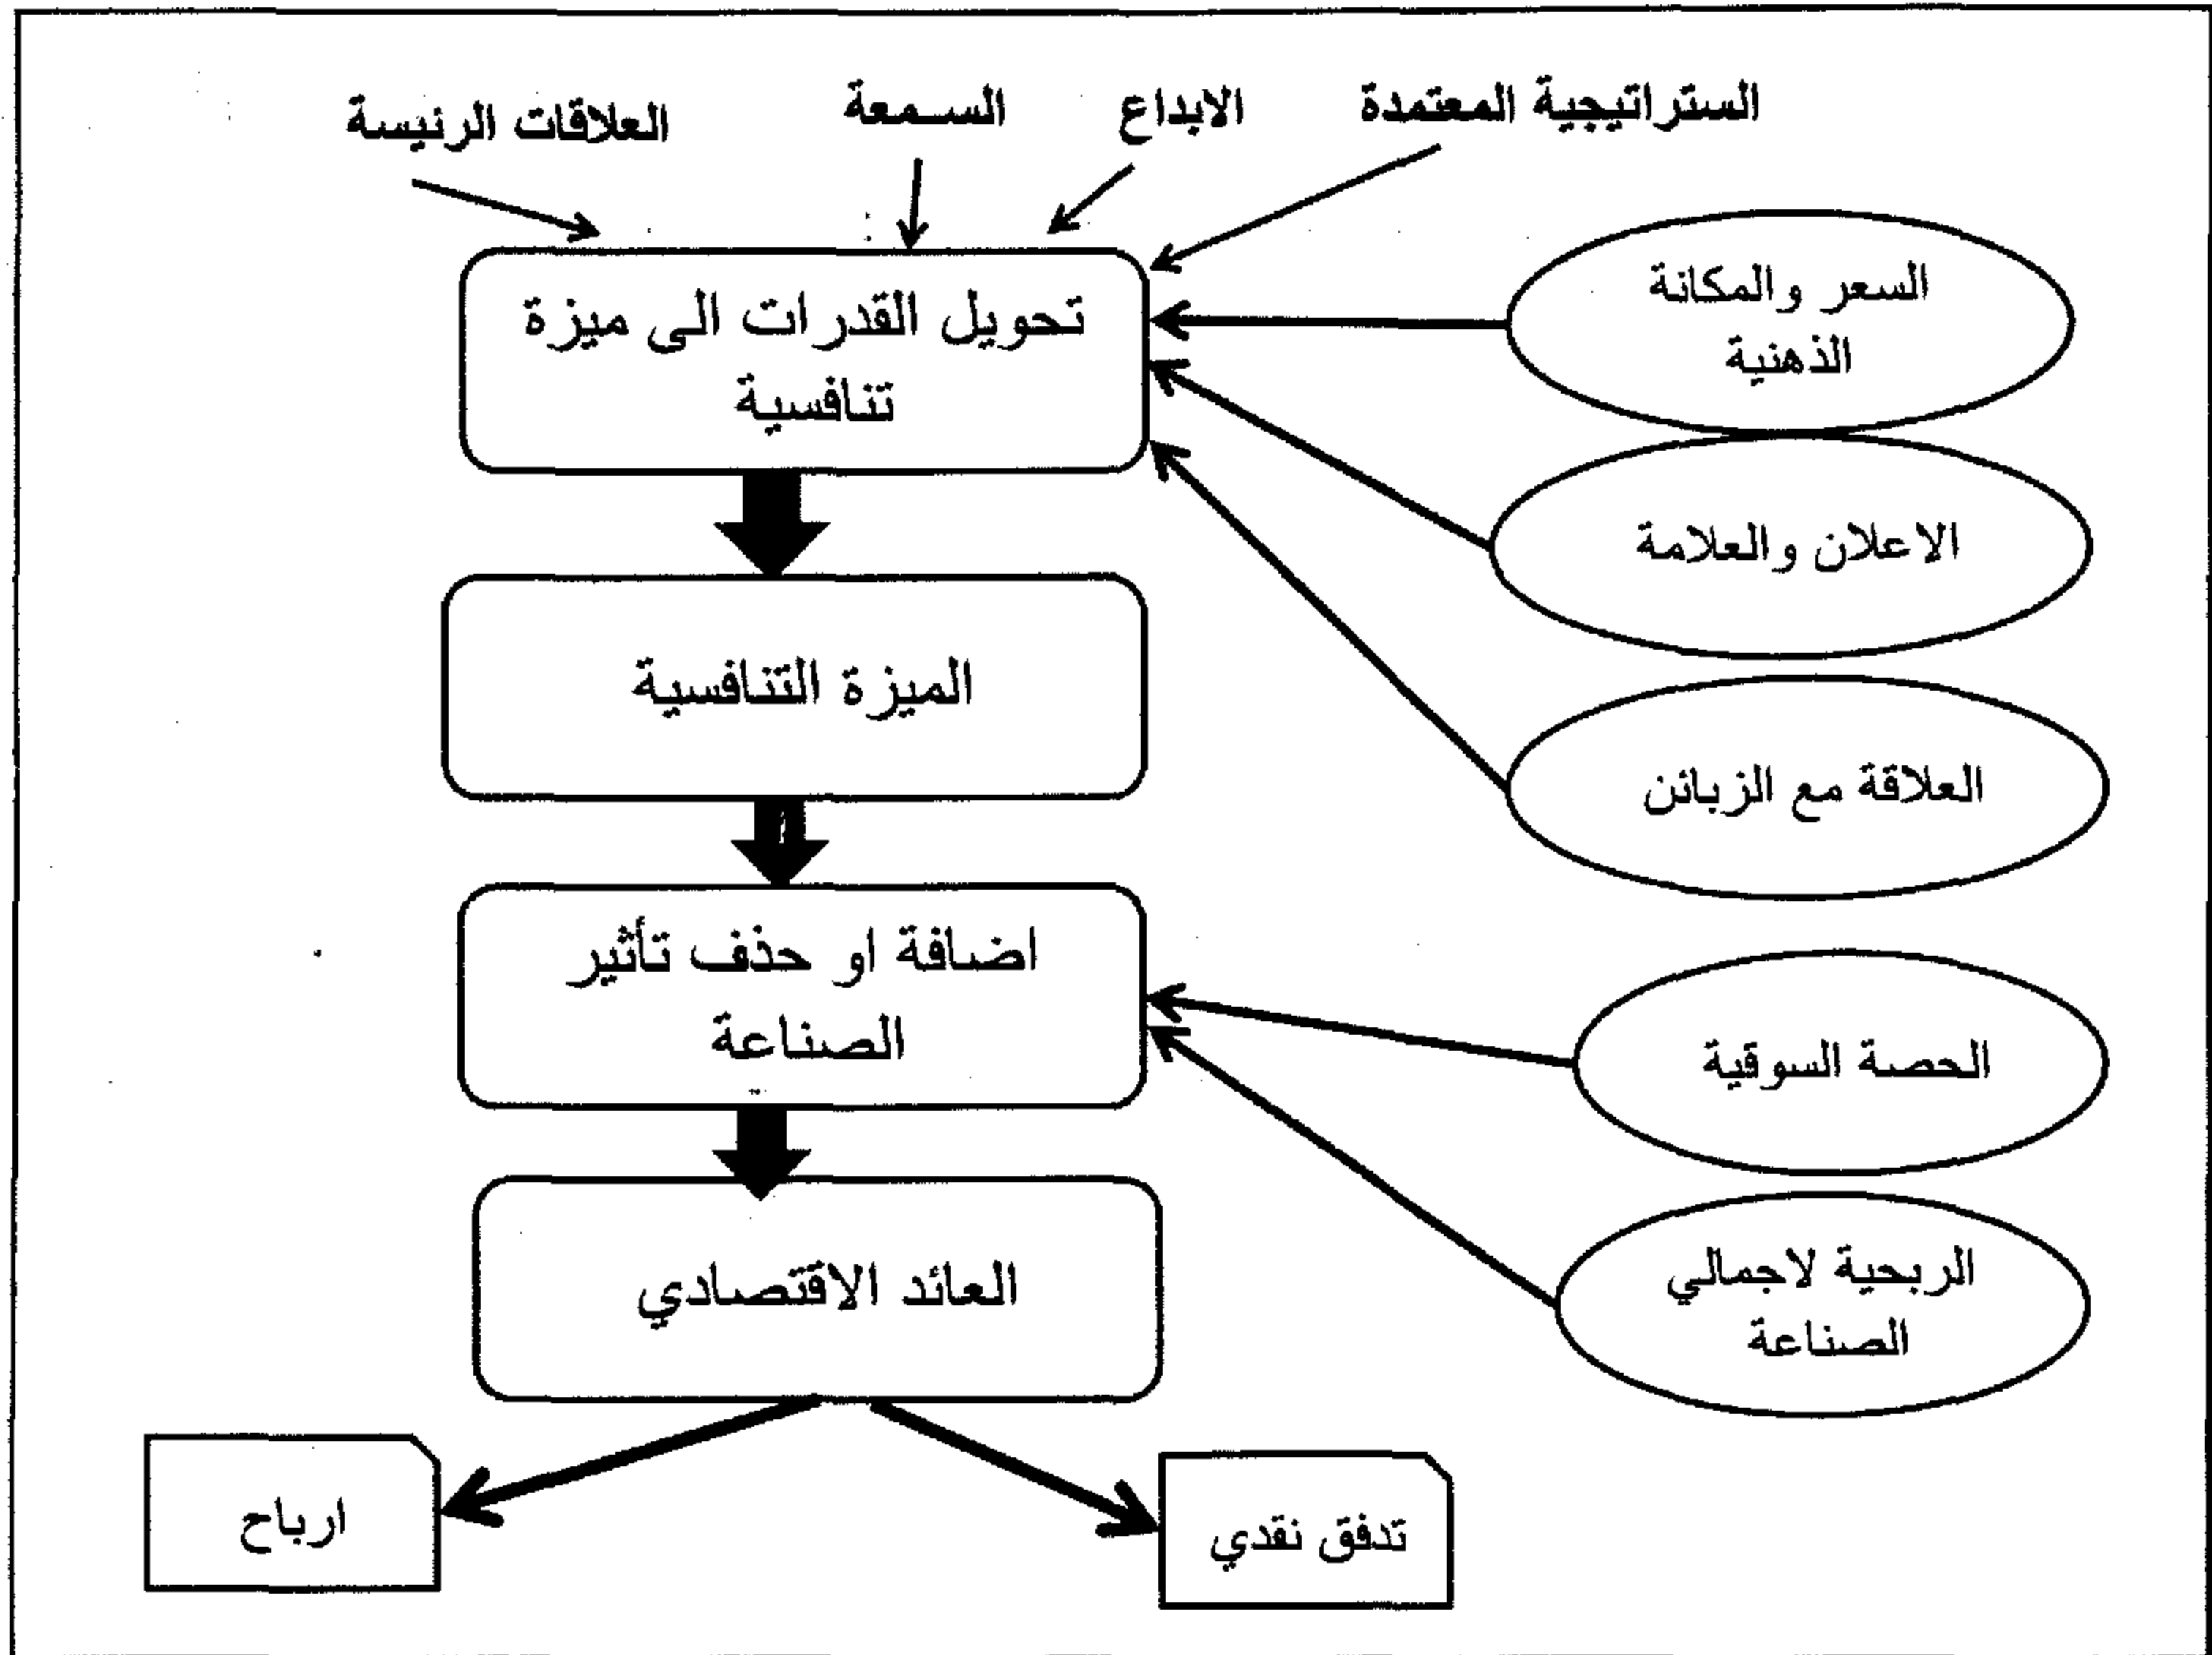 الستراتيجية المعتمدة
الابداع
السمعة
العلاقات الرئيسة
السعر والمكانة
الذهنية
تحويل القدرات الى ميزة
تنافسية
الاعلان والعلامة
الميزة التنافسية
العلاقة مع الزبائن
اضافة او حذف تأثير
الصناعة
الحصة السوقية
الربحية لاجمالي
الصناعة
العائد الاقتصادي
تدفق نقدي
ارباح